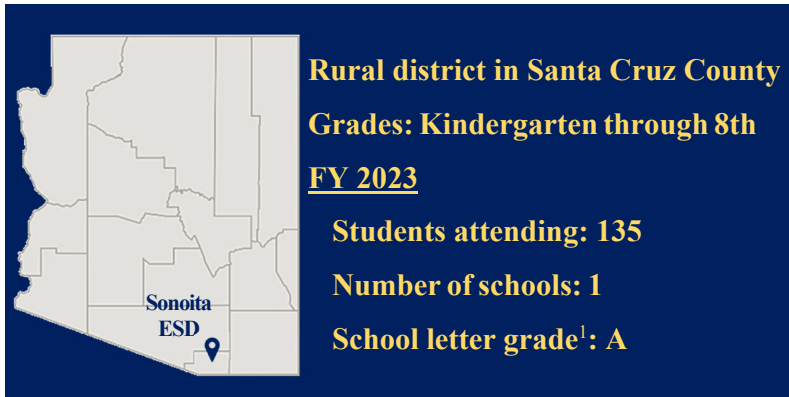 Rural district in Santa Cruz County
Grades: Kindergarten through 8th
FY 2023
Students attending: 135
Number of schools: 1
School letter grade¹: A
Sonoita
ESD